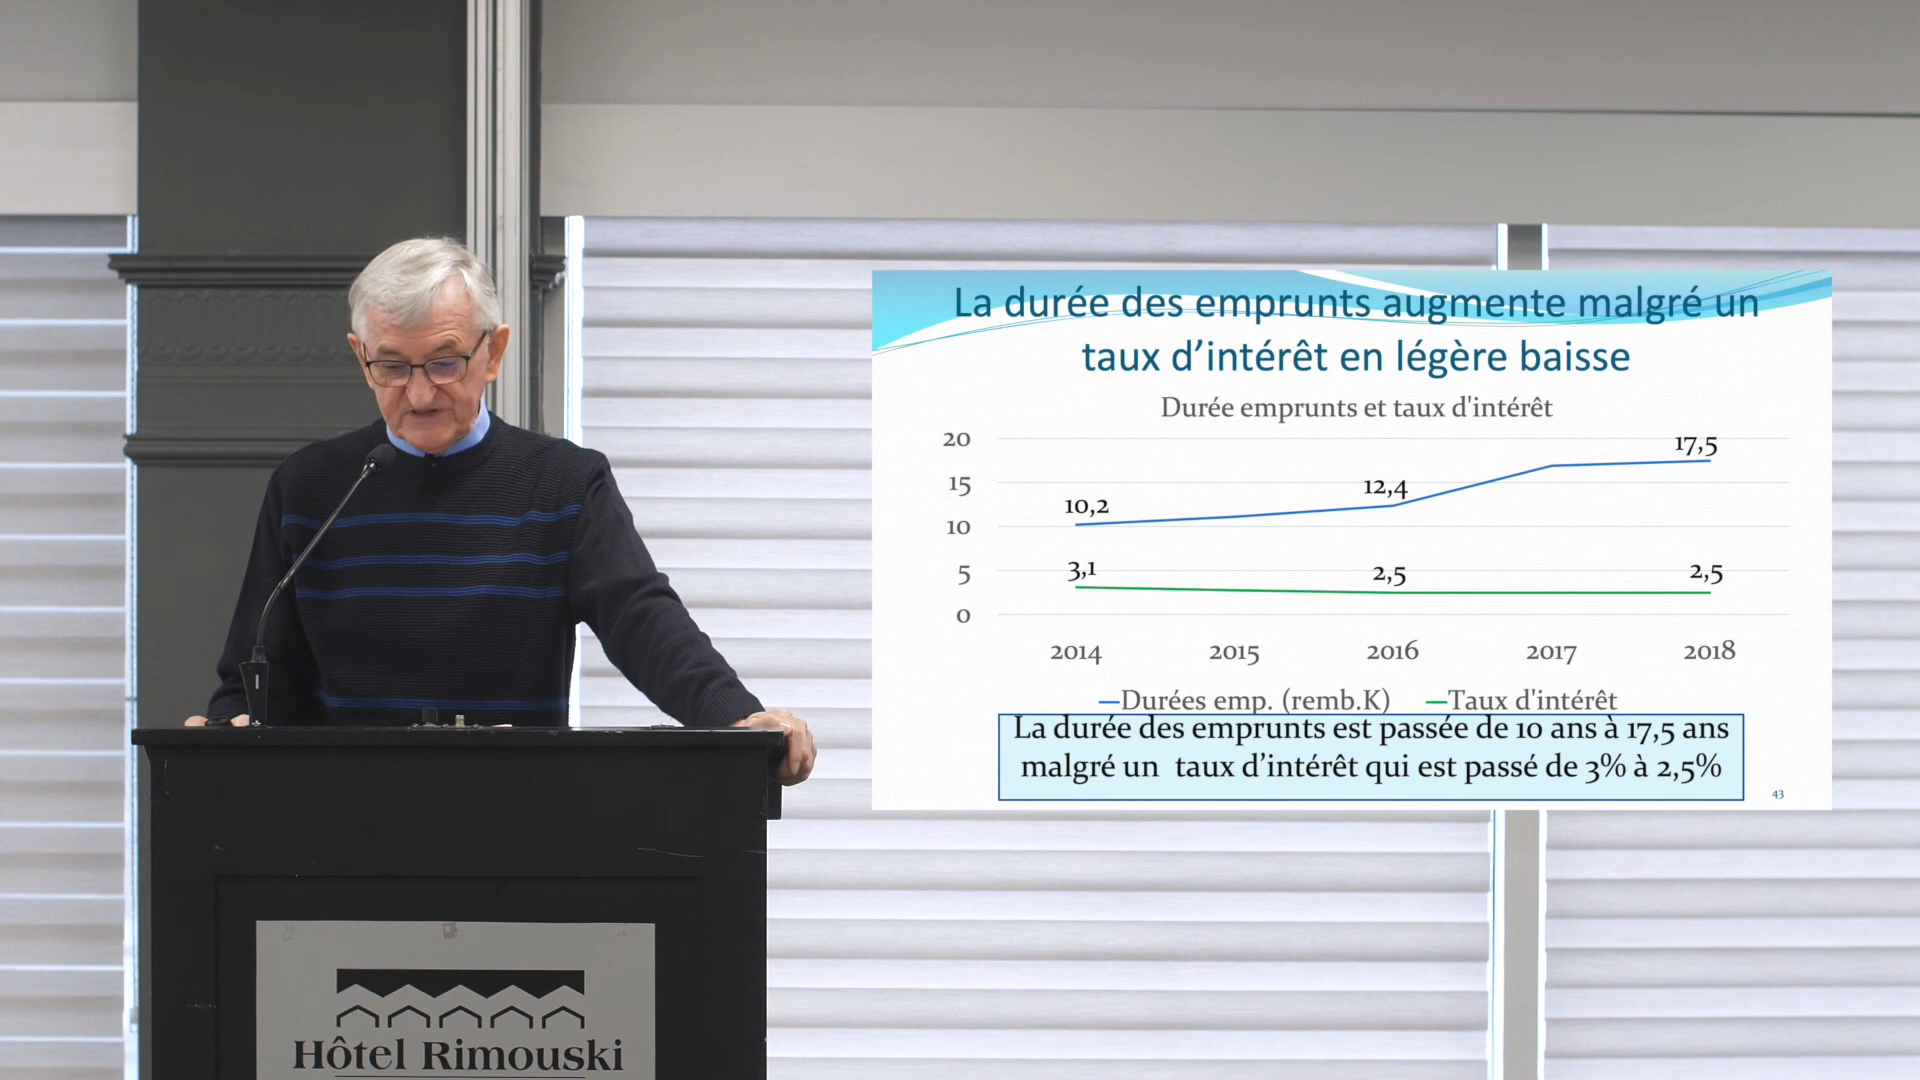 La durée des emprunts augmente malgré un
taux d’intérêt en légère baisse
Durée emprunts et taux d'intérêt
20
15
10
5
0
10,2
12,4
17,5
3,1
2,5
2,5
2014 2015 2016 2017 2018
Durées emp. (remb.K) Taux d'intérêt
La durée des emprunts est passée de 10 ans à 17,5 ans
malgré un taux d’intérêt qui est passé de 3% à 2,5%
43
Hôtel Rimouski